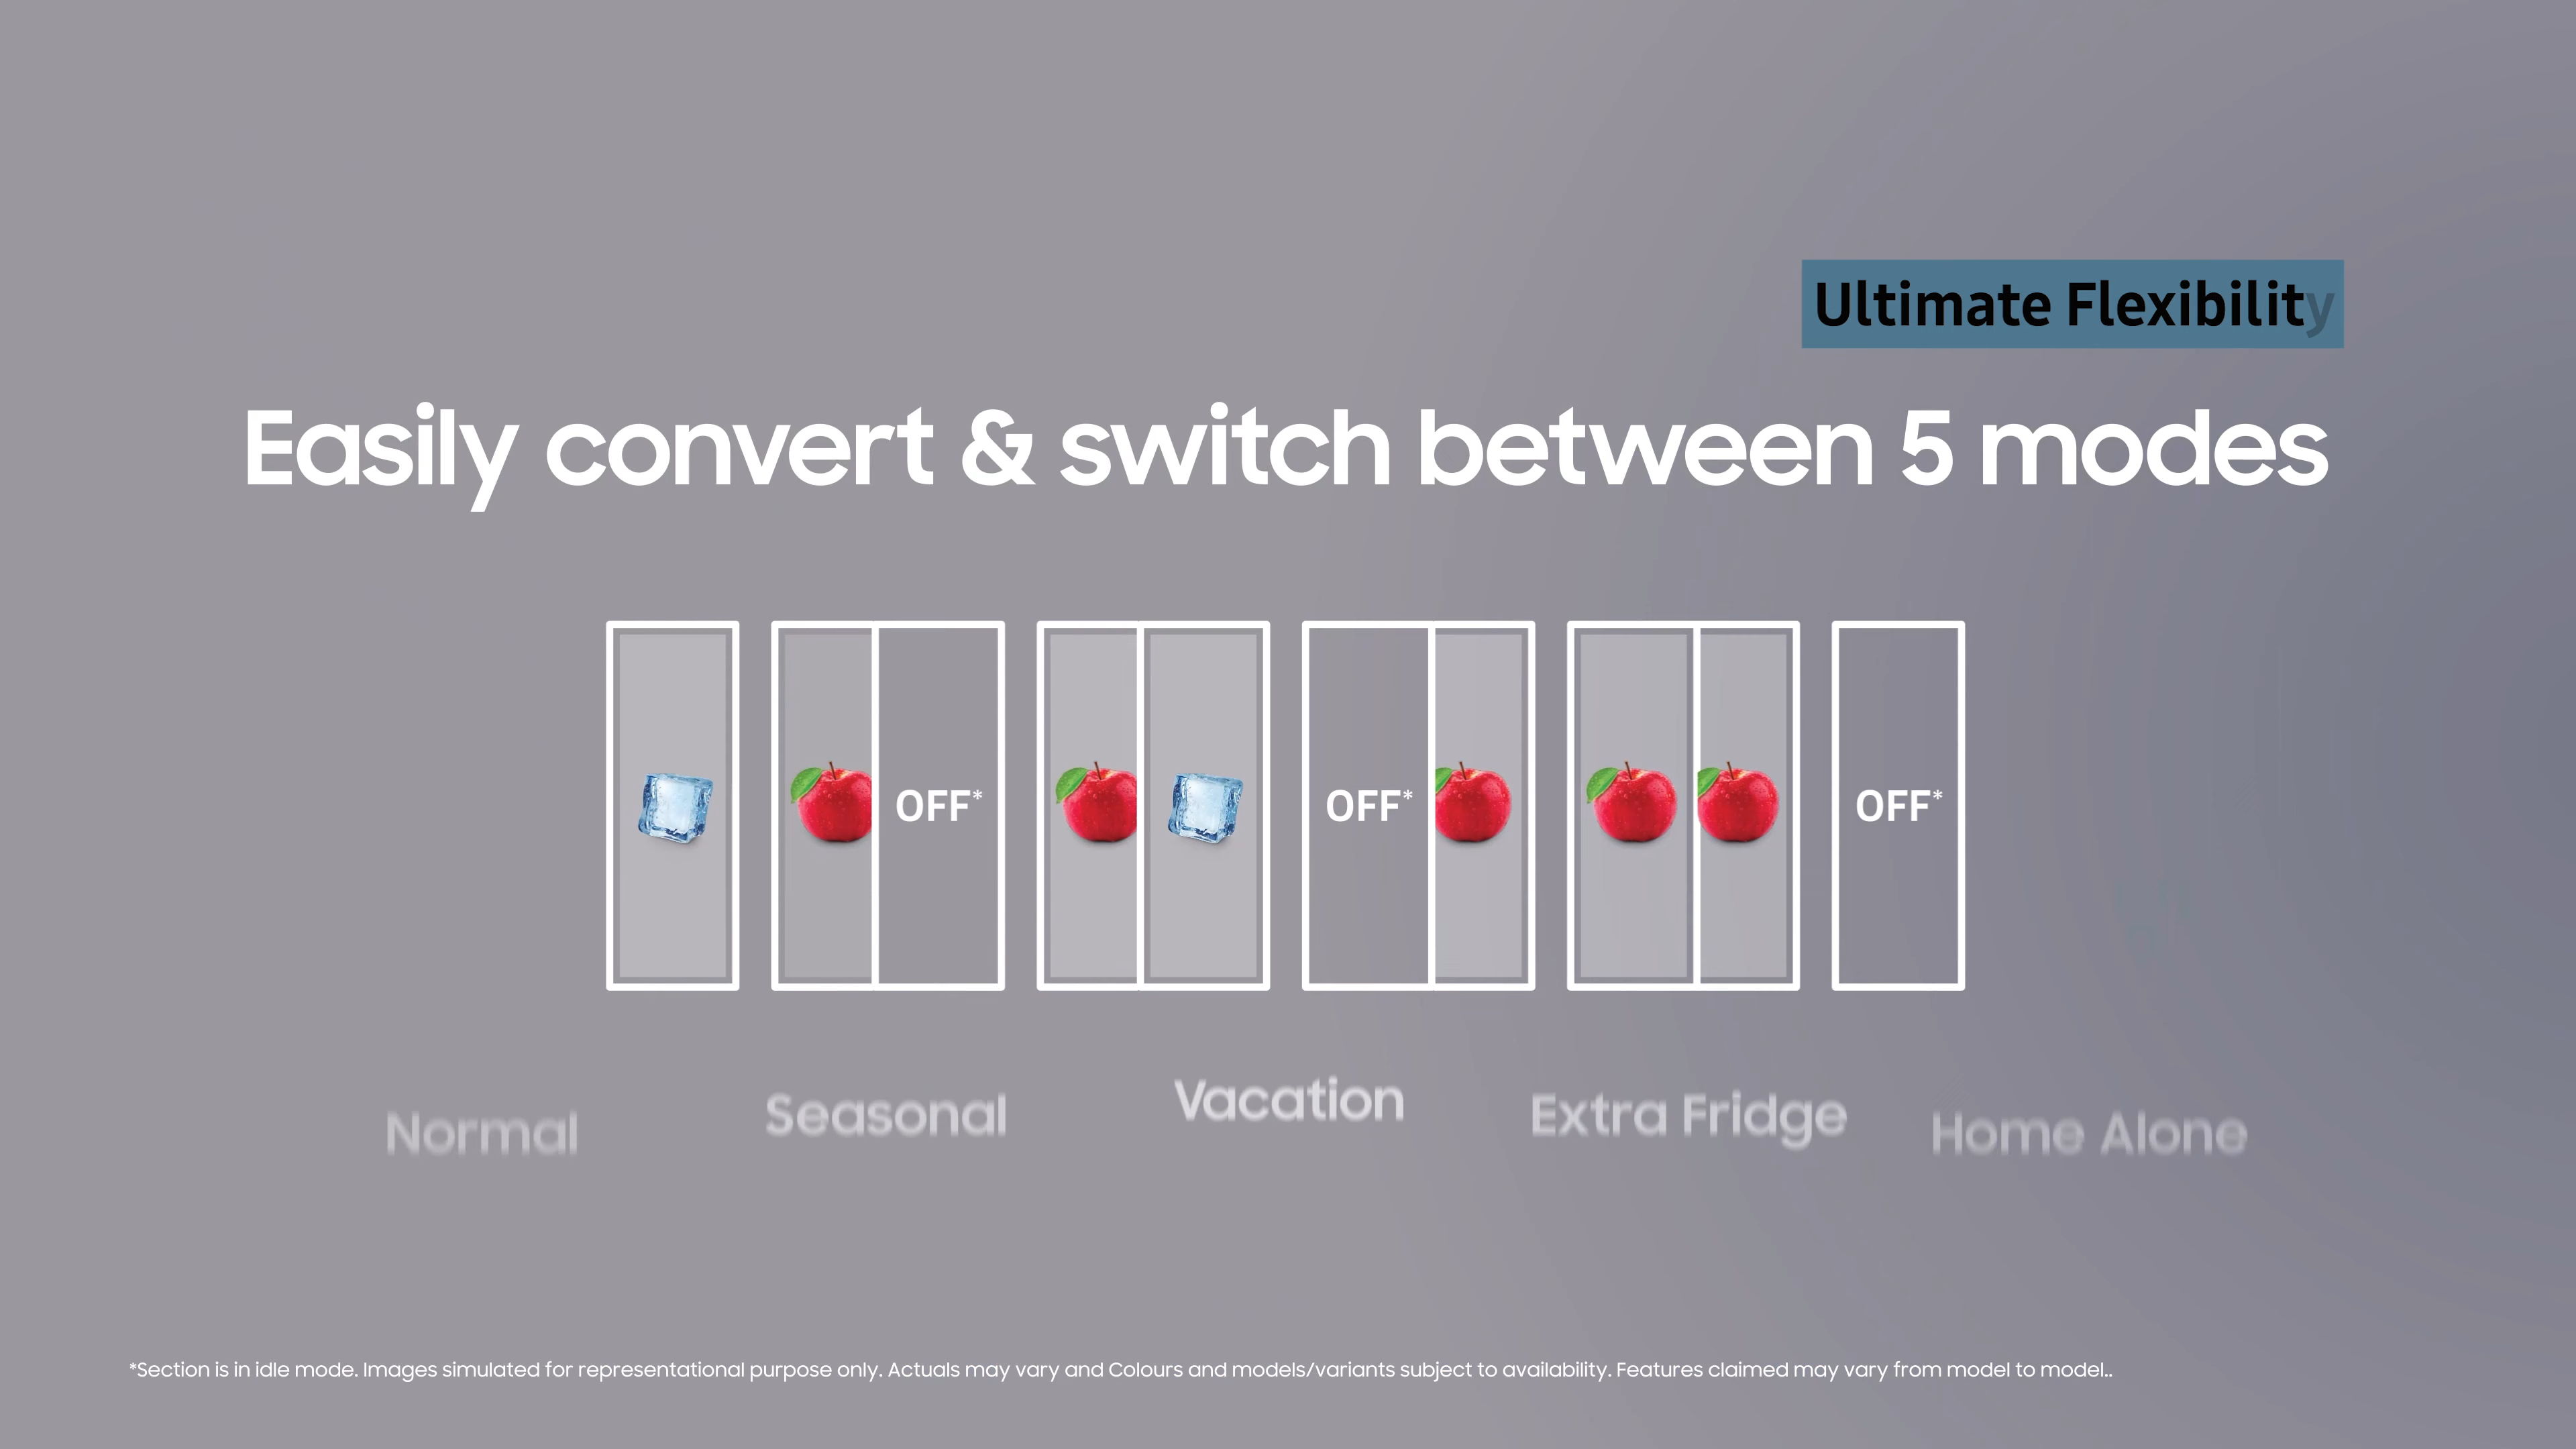 Ultimate Flexibility
Easily convert & switch between 5 modes
OFF* OFF* OFF*
Normal Seasonal Vacation Extra Fridge Home Alone
*Section is in idle mode. Images simulated for representational purpose only. Actuals may vary and Colours and models/variants subject to availability. Features claimed may vary from model to model..